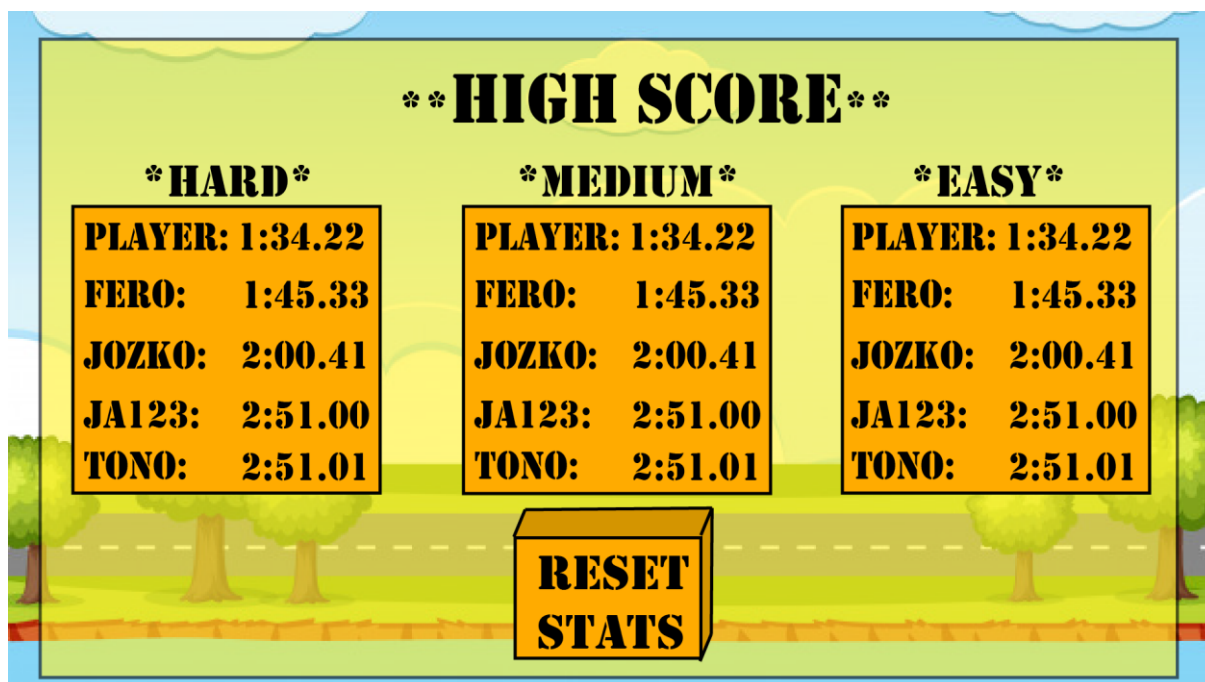 **HIGH SCORE**
*HARD*
PLAYER: 1:34.22
FERO: 1:45.33
JOZKO: 2:00.41
JA123: 2:51.00
TONO: 2:51.01
*MEDIUM*
PLAYER: 1:34.22
FERO: 1:45.33
JOZKO: 2:00.41
JA123: 2:51.00
TONO: 2:51.01
*EASY*
PLAYER: 1:34.22
FERO: 1:45.33
JOZKO: 2:00.41
JA123: 2:51.00
TONO: 2:51.01
RESET
STATS